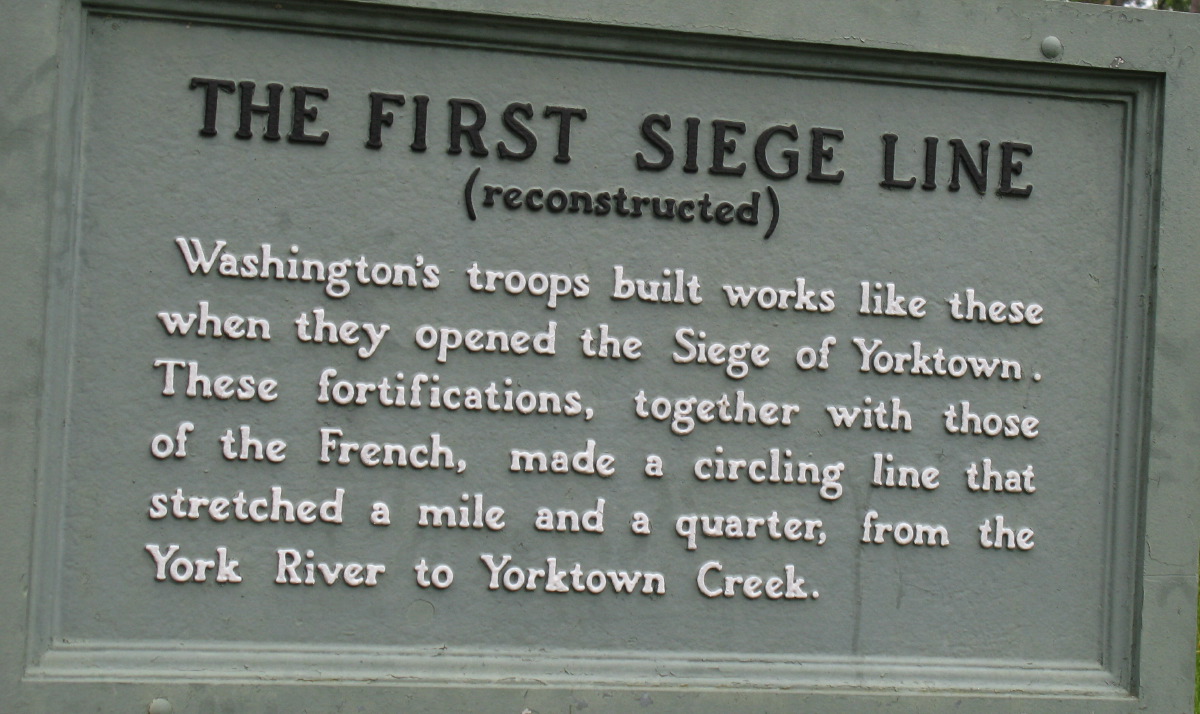 THE FIRST SIEGE LINE
(reconstructed)
Washington's troops built works like these
when they opened the Siege of Yorktown.
These fortifications, together with those
of the French, made a circling line that
stretched a mile and a quarter, from the
York River to Yorktown Creek.